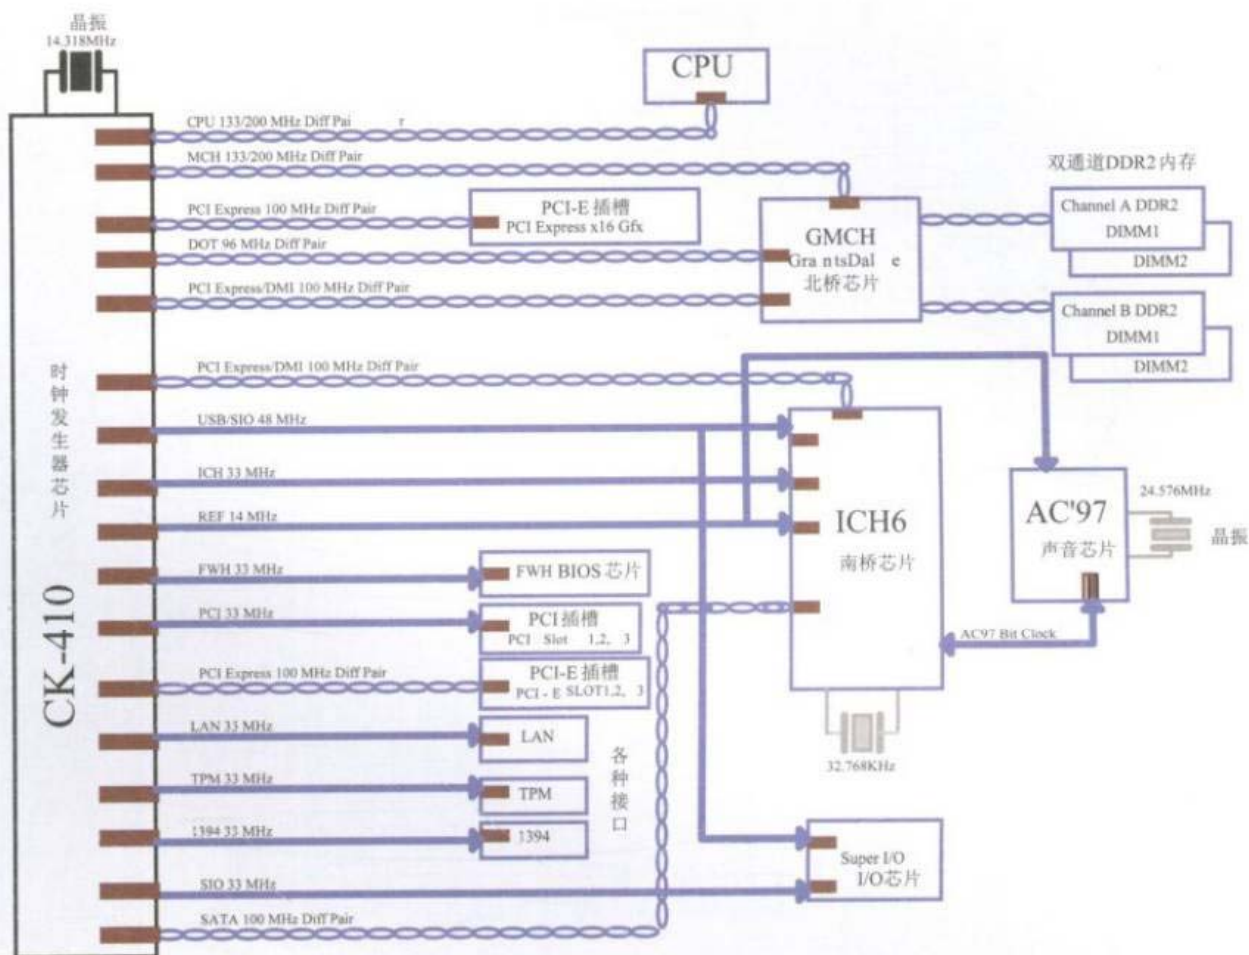 晶振
14.318MHz
CPU
CPU 133/200 MHz Diff Pai r
MCH 133/200 MHz Diff Pair
双通道DDR2内存
PCI Express 100 MHz Diff Pair
PCI-E 插槽
PCI Express x16 Gfx
DOT 96 MHz Diff Pair
PCI Express/DMI 100 MHz Diff Pair
GMCH
Gra ntsDal e
北桥芯片
Channel A DDR2
DIMM1
DIMM2
Channel B DDR2
DIMM1
DIMM2
时钟发生器芯片
CK-410
PCI Express/DMI 100 MHz Diff Pair
USB/SIO 48 MHz
ICH 33 MHz
REF 14 MHz
ICH6
南桥芯片
AC'97
声音芯片
24.576MHz
晶振
FWH 33 MHz
FWH BIOS 芯片
PCI 33 MHz
PCI 插槽
PCI Slot 1,2, 3
AC97 Bit Clock
PCI Express 100 MHz Diff Pair
PCI-E 插槽
PCI - E SLOT1,2, 3
LAN 33 MHz
LAN
各种接口
32.768KHz
TPM 33 MHz
TPM
1394 33 MHz
1394
Super I/O
I/O芯片
SIO 33 MHz
SATA 100 MHz Diff Pair